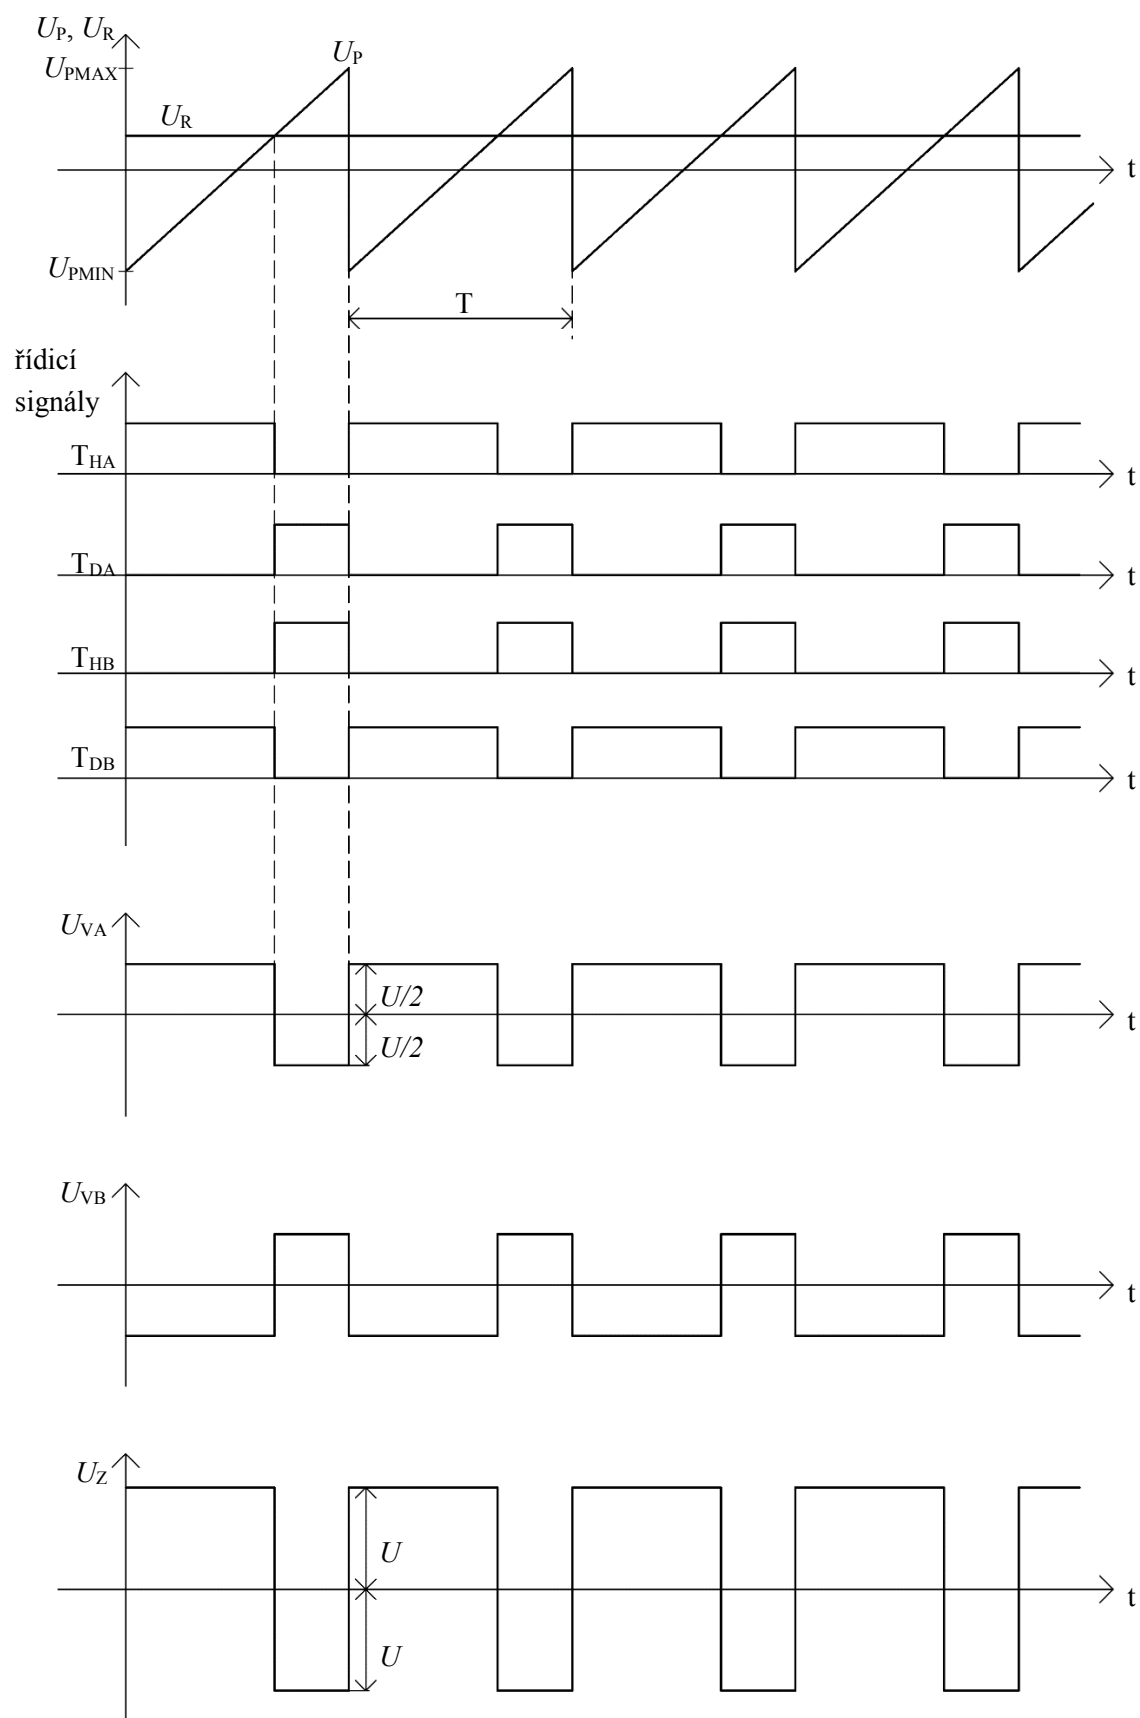 UP, UR
UPMAX
UP
UR
t
UPMIN
T
řídicí
signály
THA
t
TDA
t
THB
t
TDB
t
UVA
U/2
t
U/2
UVB
t
UZ
U
t
U